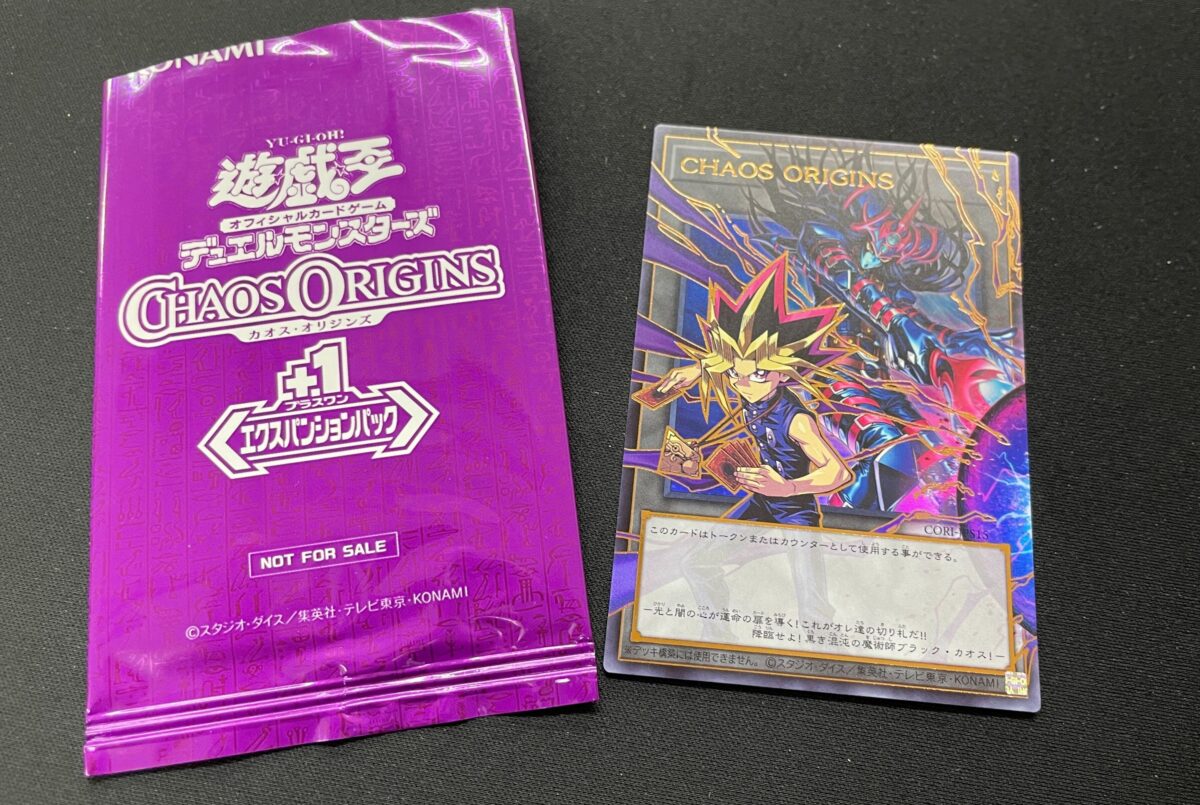 KONAMI
YU-GI-OH!
遊戯王
オフィシャルカードゲーム
デュエルモンスターズ
CHAOS ORIGINS
カオス・オリジンズ
+1
プラスワン
エクスパンションパック
NOT FOR SALE
©スタジオ・ダイス/集英社・テレビ東京・KONAMI
CHAOS ORIGINS
このカードはトークンまたはカウンターとして使用する事ができる。
―光と闇の心が運命の扉を導く!これがオレ達の切り札だ!!
降臨せよ!黒き混沌の魔術師ブラック・カオス!―
※デッキ構築には使用できません。 ©スタジオ・ダイス/集英社・テレビ東京・KONAMI